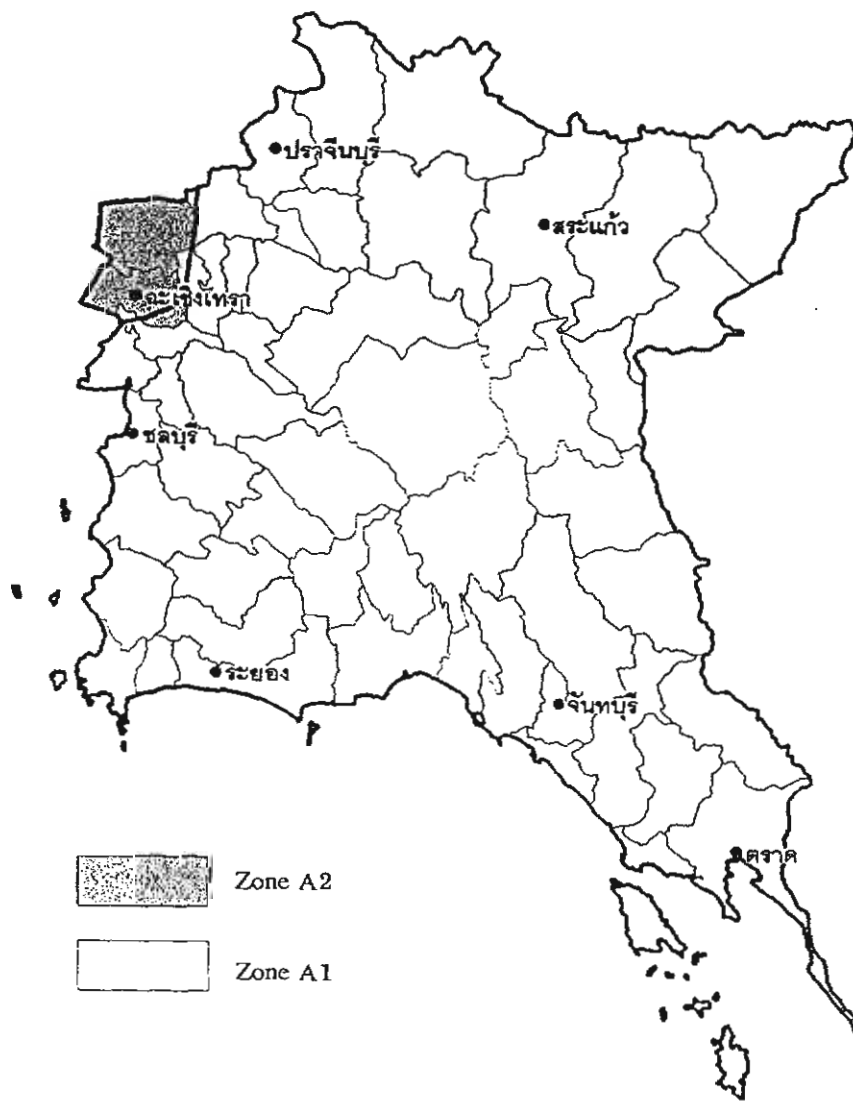 ปราจีนบุรี
สระแก้ว
ฉะเชิงเทรา
ชลบุรี
ระยอง
จันทบุรี
ตราด
Zone A2
Zone A1